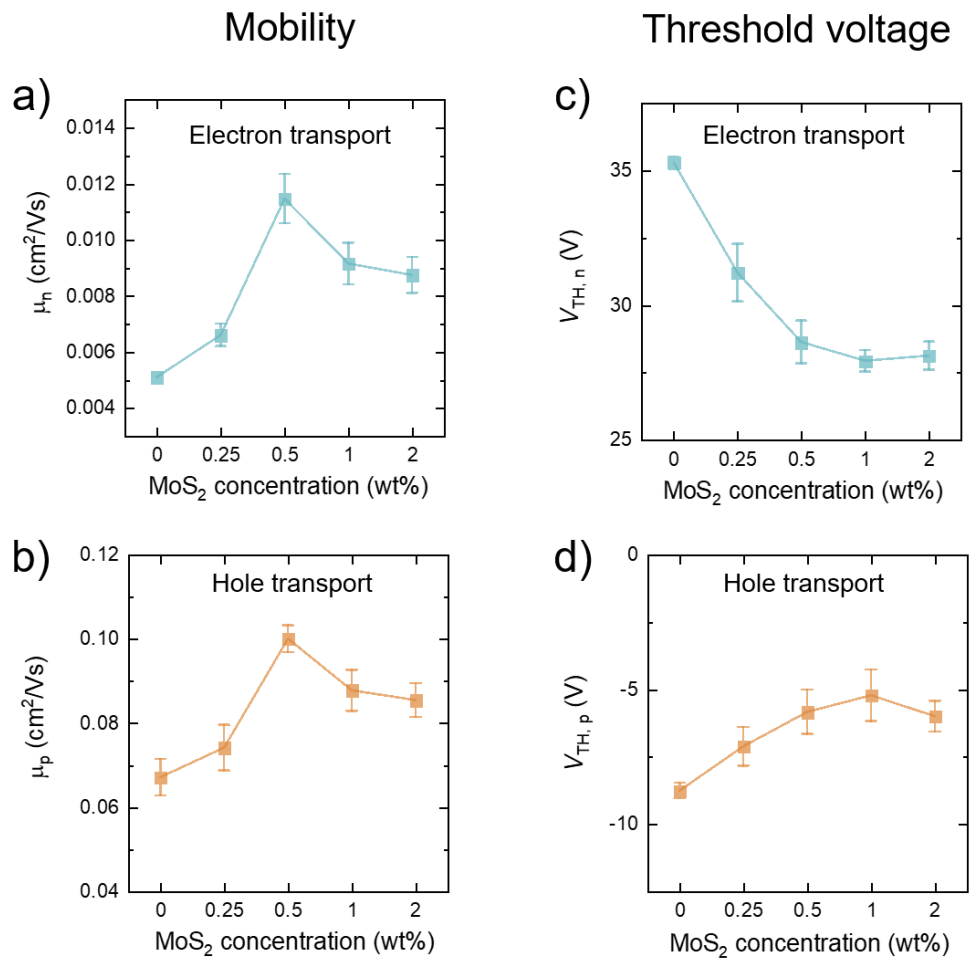 Mobility
Threshold voltage
a)
Electron transport
0.014
0.012
0.010
0.008
0.006
0.004
μn (cm2/Vs)
0 0.25 0.5 1 2
MoS2 concentration (wt%)
c)
Electron transport
35
30
25
VTH, n (V)
0 0.25 0.5 1 2
MoS2 concentration (wt%)
b)
Hole transport
0.12
0.10
0.08
0.06
0.04
μp (cm2/Vs)
0 0.25 0.5 1 2
MoS2 concentration (wt%)
d)
Hole transport
0
-5
-10
VTH, p (V)
0 0.25 0.5 1 2
MoS2 concentration (wt%)